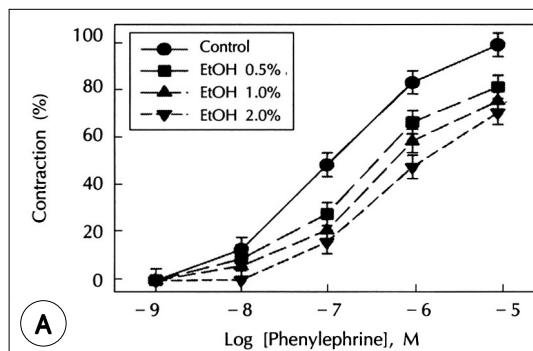 100
80
60
40
20
0
Contraction (%)
Control
EtOH 0.5%
EtOH 1.0%
EtOH 2.0%
A
−9 −8 −7 −6 −5
Log [Phenylephrine], M